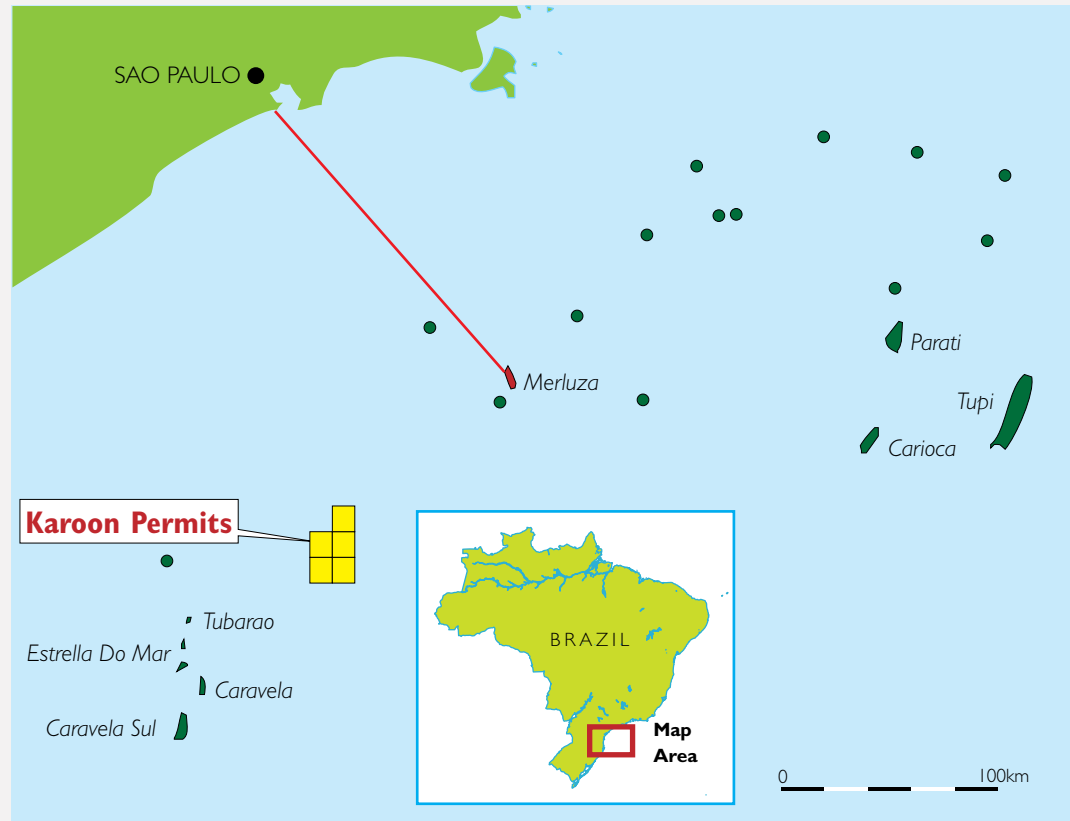 SAO PAULO
Parati
Merluza
Tupi
Carioca
Karoon Permits
Tubarao
BRAZIL
Estrella Do Mar
Caravela
Caravela Sul
Map
Area
0 100km